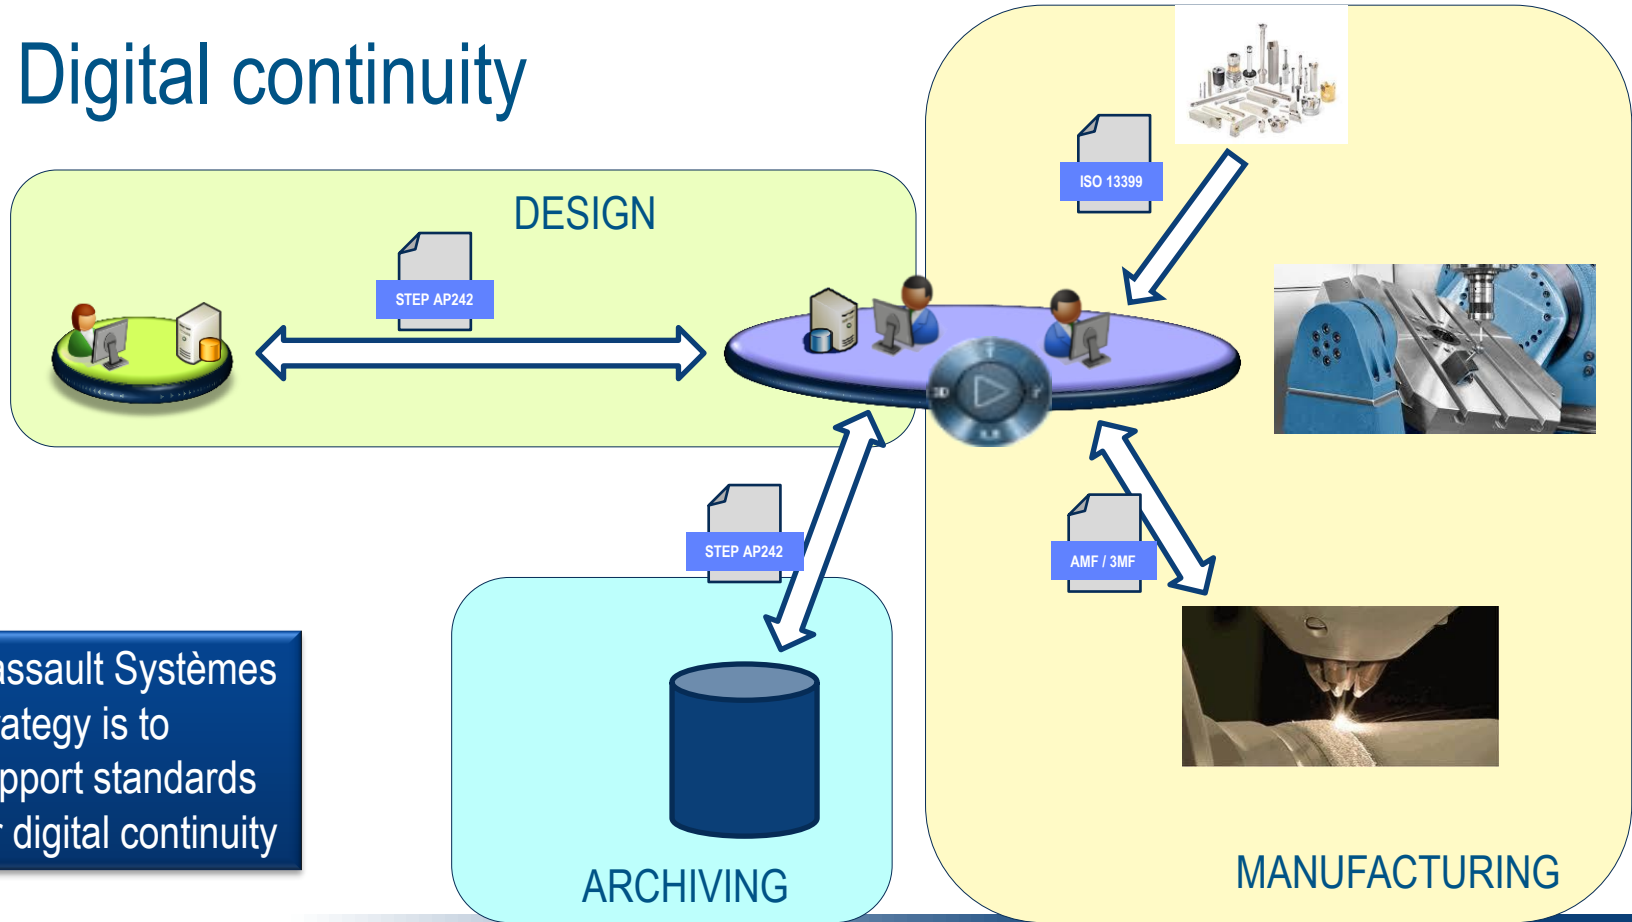 Digital continuity
DESIGN
STEP AP242
ISO 13399
STEP AP242
AMF / 3MF
assault Systèmes
rategy is to
pport standards
r digital continuity
ARCHIVING
MANUFACTURING